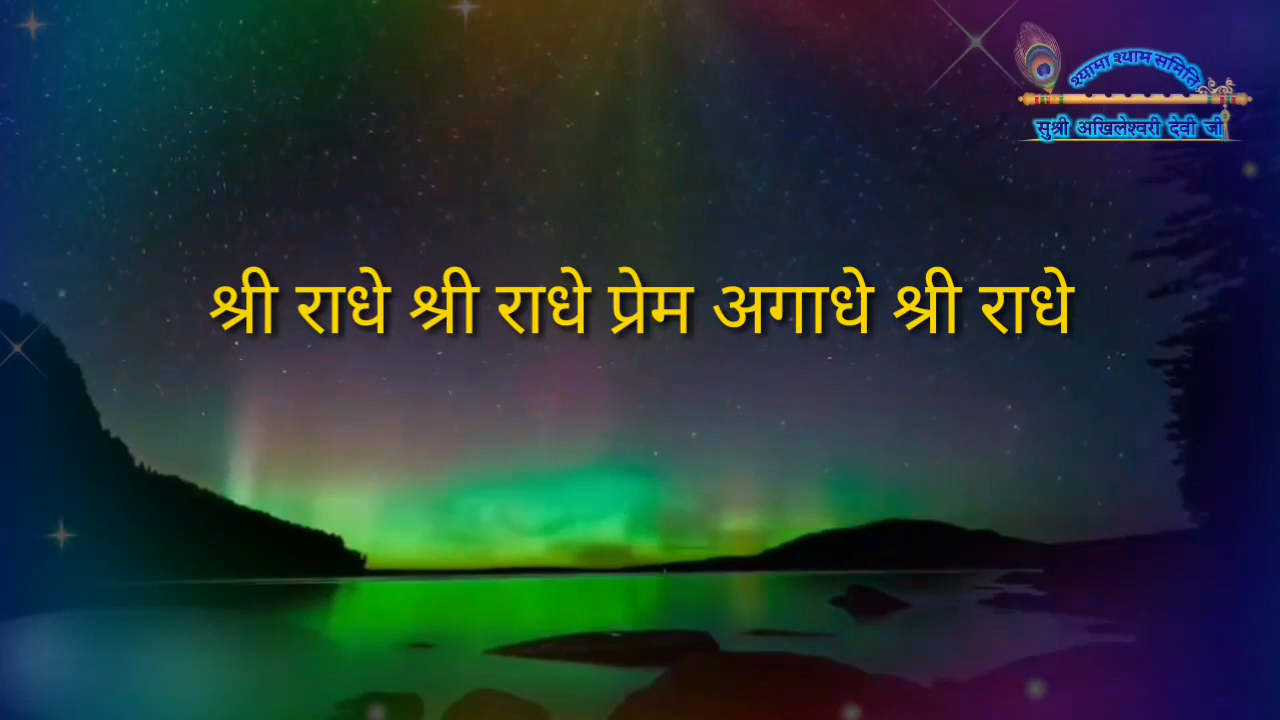 श्यामा श्याम समिति
सुश्री अखिलेश्वरी देवी जी
श्री राधे श्री राधे प्रेम अगाधे श्री राधे